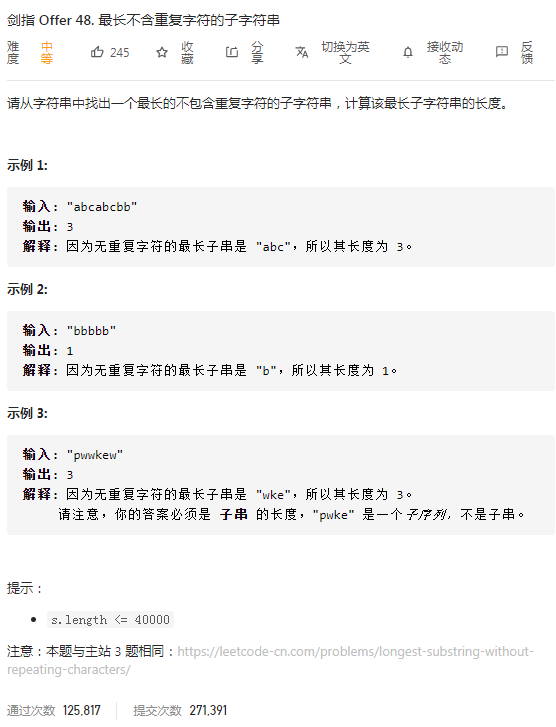 剑指 Offer 48. 最长不含重复字符的子字符串
难度 中等 245 收藏 分享 切换为英文 接收动态 反馈
请从字符串中找出一个最长的不包含重复字符的子字符串，计算该最长子字符串的长度。
示例 1:
输入: "abcabcbb"
输出: 3
解释: 因为无重复字符的最长子串是 "abc"，所以其长度为 3。
示例 2:
输入: "bbbbb"
输出: 1
解释: 因为无重复字符的最长子串是 "b"，所以其长度为 1。
示例 3:
输入: "pwwkew"
输出: 3
解释: 因为无重复字符的最长子串是 "wke"，所以其长度为 3。
请注意，你的答案必须是 子串 的长度，"pwke" 是一个子序列，不是子串。
提示：
• s.length <= 40000
注意：本题与主站 3 题相同：https://leetcode-cn.com/problems/longest-substring-without-
repeating-characters/
通过次数 125,817 提交次数 271,391